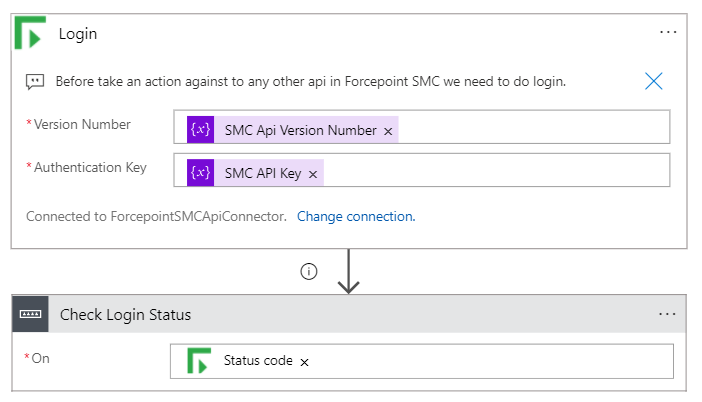 Login
Before take an action against to any other api in Forcepoint SMC we need to do login.
*Version Number
{x} SMC Api Version Number ×
*Authentication Key
{x} SMC API Key ×
Connected to ForcepointSMCApiConnector. Change connection.
Check Login Status
*On
Status code ×